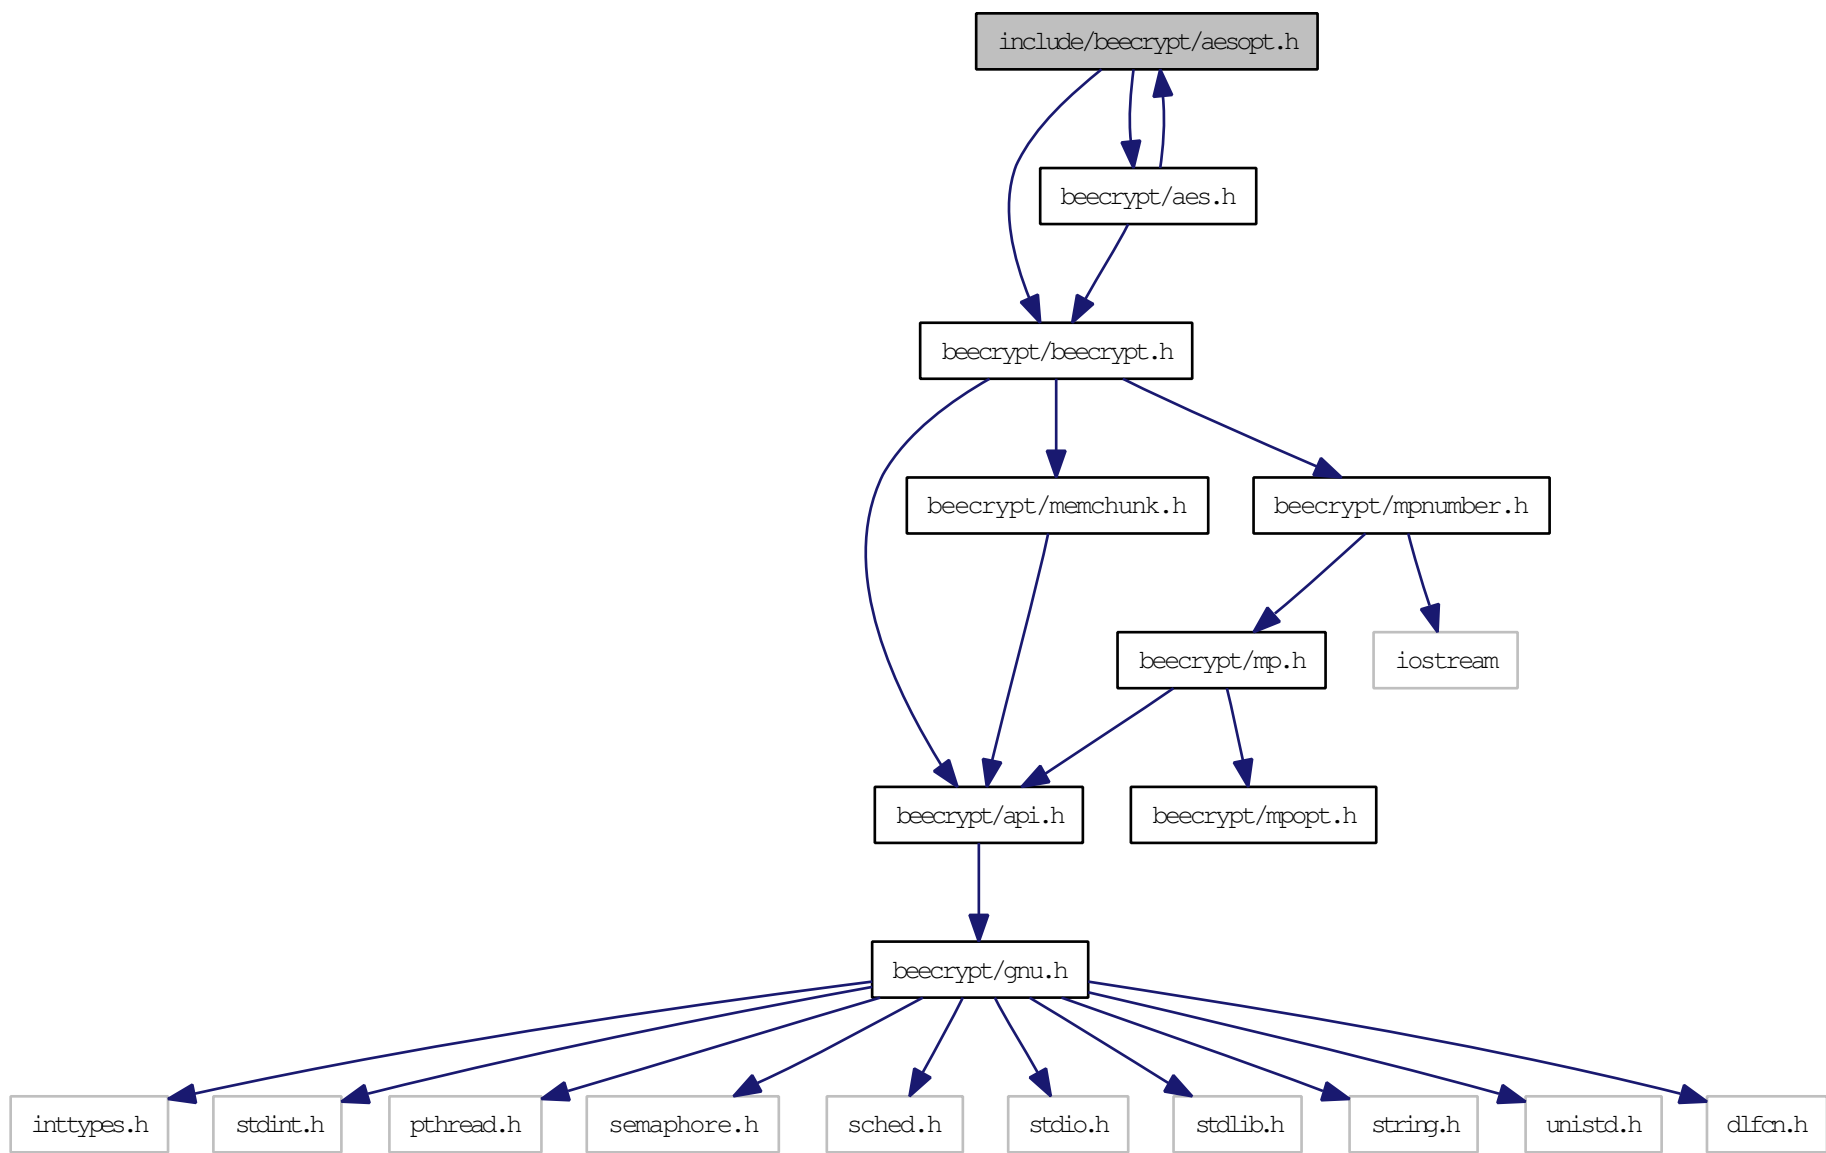 include/beecrypt/aesopt.h
beecrypt/aes.h
beecrypt/beecrypt.h
beecrypt/memchunk.h
beecrypt/mpnumber.h
beecrypt/mp.h
iostream
beecrypt/api.h
beecrypt/mpopt.h
beecrypt/gnu.h
inttypes.h
stdint.h
pthread.h
semaphore.h
sched.h
stdio.h
stdlib.h
string.h
unistd.h
dlfcn.h